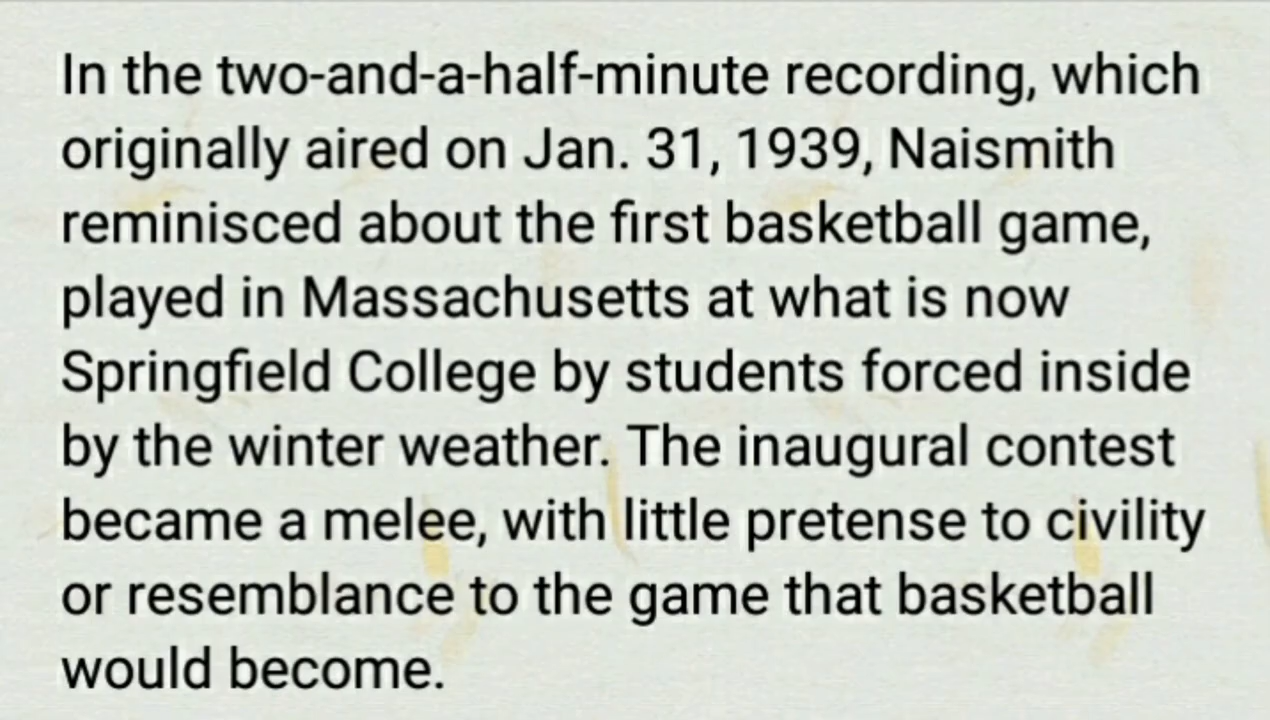 In the two-and-a-half-minute recording, which
originally aired on Jan. 31, 1939, Naismith
reminisced about the first basketball game,
played in Massachusetts at what is now
Springfield College by students forced inside
by the winter weather. The inaugural contest
became a melee, with little pretense to civility
or resemblance to the game that basketball
would become.